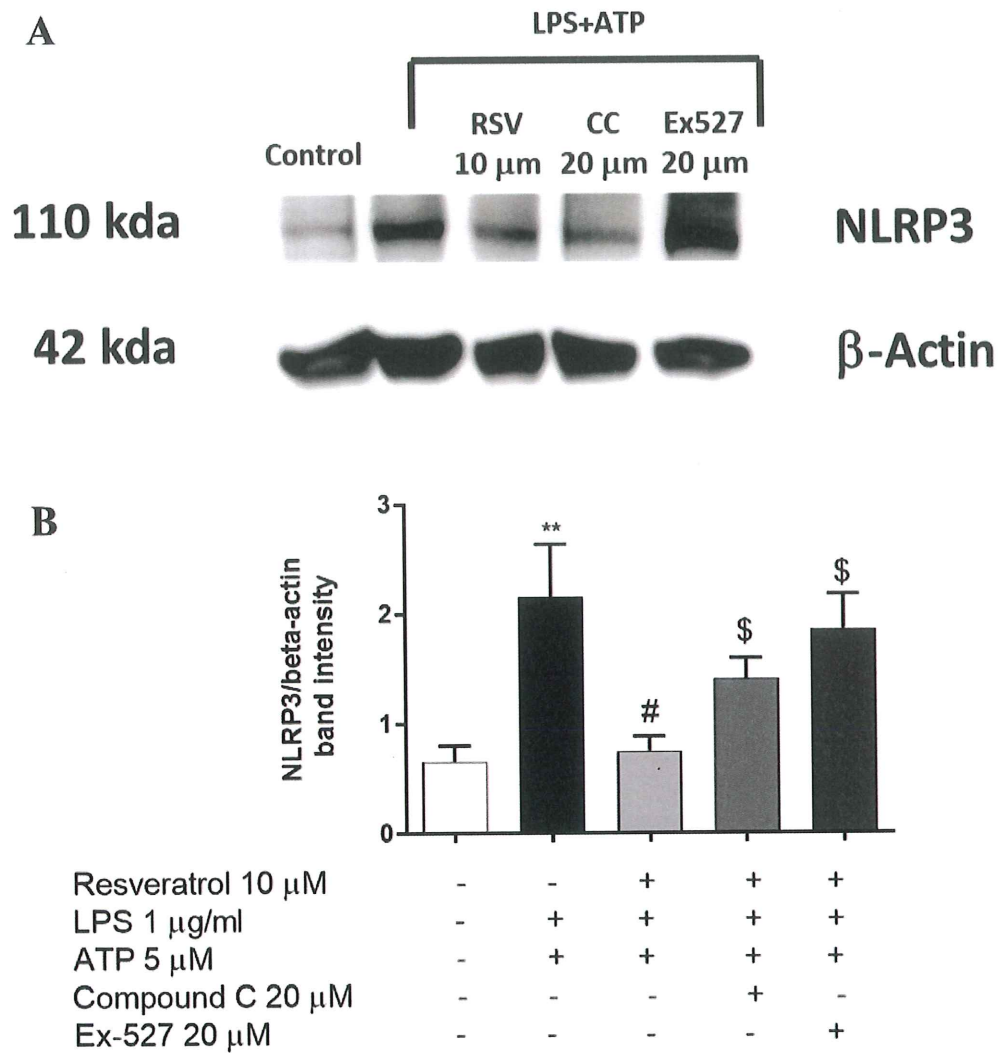 A
LPS+ATP
Control
RSV
10 μm
CC
20 μm
Ex527
20 μm
110 kda
NLRP3
42 kda
β-Actin
B
NLRP3/beta-actin
band intensity
3
2
1
0
**
#
$
$
Resveratrol 10 μM - - + + +
LPS 1 μg/ml - + + + +
ATP 5 μM - + + + +
Compound C 20 μM - - - + -
Ex-527 20 μM - - - - +